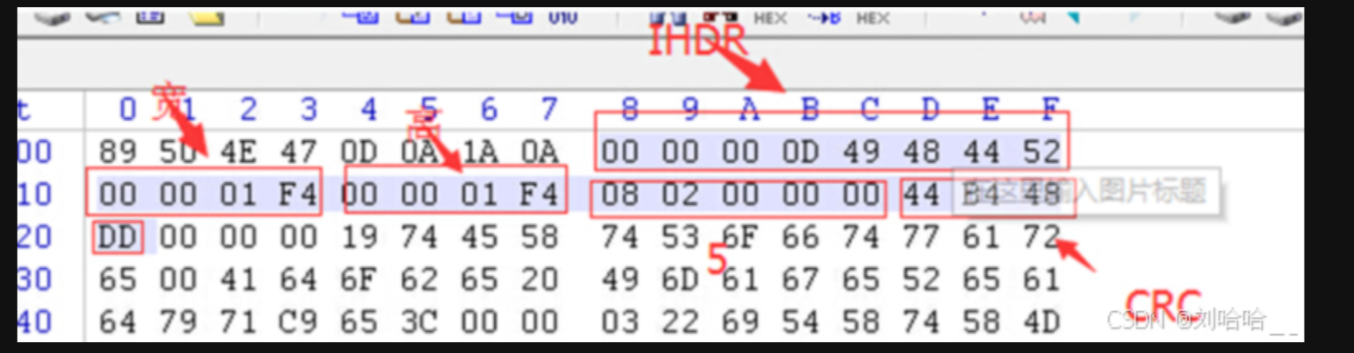 010 HEX B HEX
IHDR
宽
高
t 0 1 2 3 4 5 6 7 8 9 A B C D E F
00 89 50 4E 47 0D 0A 1A 0A 00 00 00 0D 49 48 44 52
10 00 00 01 F4 00 00 01 F4 08 02 00 00 00 44 B4 48
入图片标题
20 DD 00 00 00 19 74 45 58 74 53 6F 66 74 77 61 72
5
30 65 00 41 64 6F 62 65 20 49 6D 61 67 65 52 65 61
CRC
40 64 79 71 C9 65 3C 00 00 03 22 69 54 58 74 58 4D
CSDN @刘哈哈__